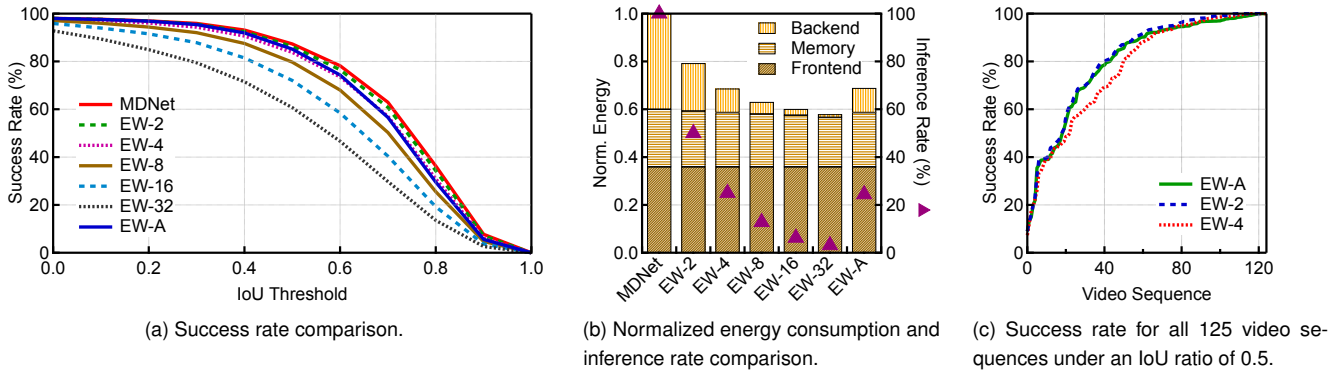 100
80
60
40
20
0
Success Rate (%)
0.0
0.2
0.4
0.6
0.8
1.0
IoU Threshold
MDNet
EW-2
EW-4
EW-8
EW-16
EW-32
EW-A
(a) Success rate comparison.
1.0
0.8
0.6
0.4
0.2
0.0
Norm. Energy
Backend
Memory
Frontend
100
80
60
40
20
0
Inference Rate (%)
MDNet
EW-2
EW-4
EW-8
EW-16
EW-32
EW-A
(b) Normalized energy consumption and
inference rate comparison.
100
80
60
40
20
0
Success Rate (%)
0
40
80
120
Video Sequence
EW-A
EW-2
EW-4
(c) Success rate for all 125 video se-
quences under an IoU ratio of 0.5.